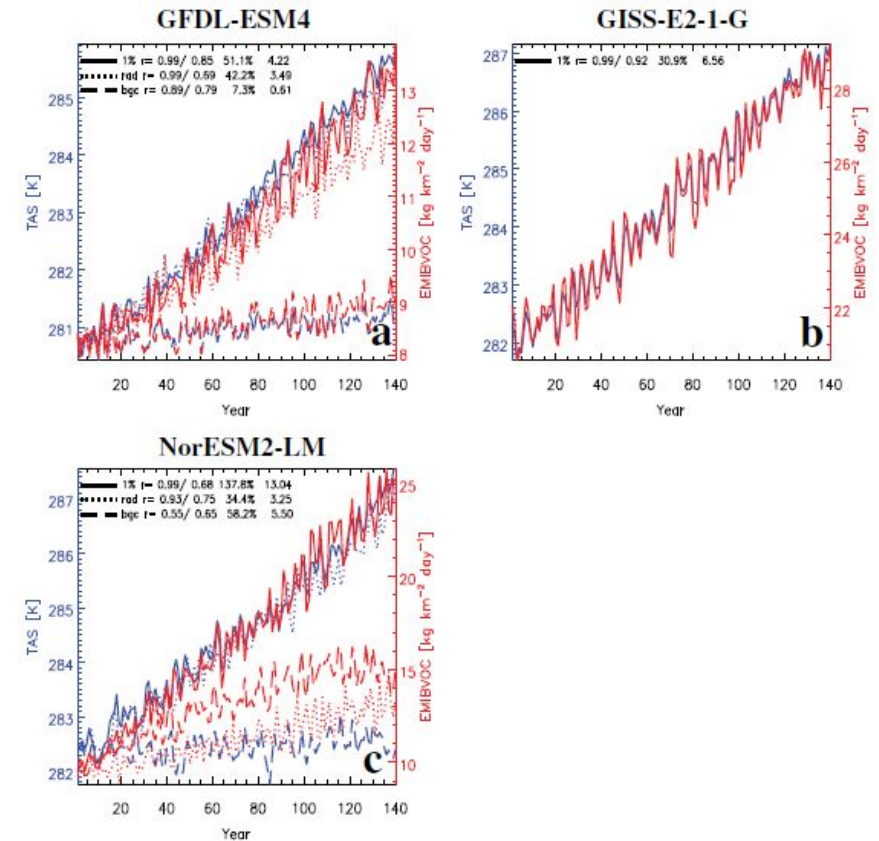 GFDL-ESM4
1% r= 0.99/ 0.85 51.1% 4.22
rad r= 0.99/ 0.69 42.2% 3.49
bgc r= 0.89/ 0.79 7.3% 0.61
285
284
283
282
281
TAS [K]
13
12
11
10
9
8
EMIBVOC [kg km⁻² day⁻¹]
a
20 40 60 80 100 120 140
Year
GISS-E2-1-G
1% r= 0.99/ 0.92 30.9% 6.56
287
286
285
284
283
282
TAS [K]
28
26
24
22
EMIBVOC [kg km⁻² day⁻¹]
b
20 40 60 80 100 120 140
Year
NorESM2-LM
1% r= 0.99/ 0.68 137.8% 13.04
rad r= 0.93/ 0.75 34.4% 3.25
bgc r= 0.55/ 0.65 58.2% 5.50
287
286
285
284
283
282
TAS [K]
25
20
15
10
EMIBVOC [kg km⁻² day⁻¹]
c
20 40 60 80 100 120 140
Year